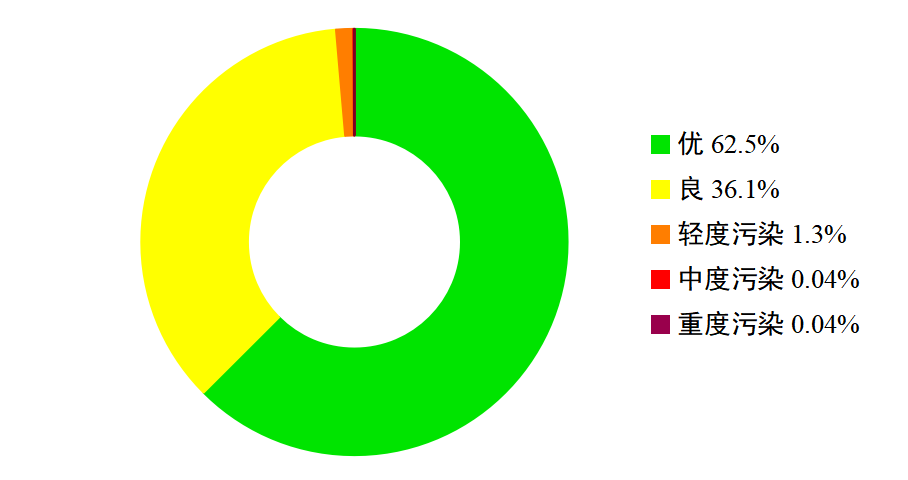 优 62.5%
良 36.1%
轻度污染 1.3%
中度污染 0.04%
重度污染 0.04%